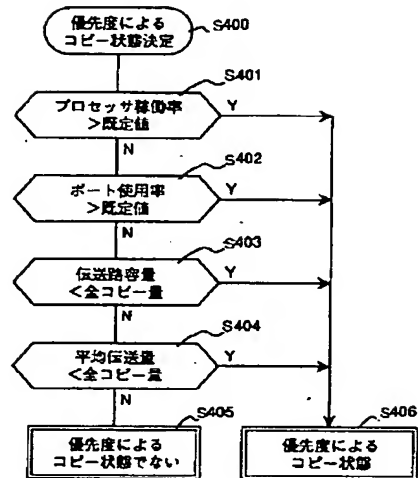 優先度による
コピー状態決定
S400
S401
プロセッサ稼働率
>既定値
Y
N
S402
ポート使用率
>既定値
Y
N
S403
伝送路容量
<全コピー量
Y
N
S404
平均伝送量
<全コピー量
Y
N
S405
優先度による
コピー状態でない
S406
優先度による
コピー状態